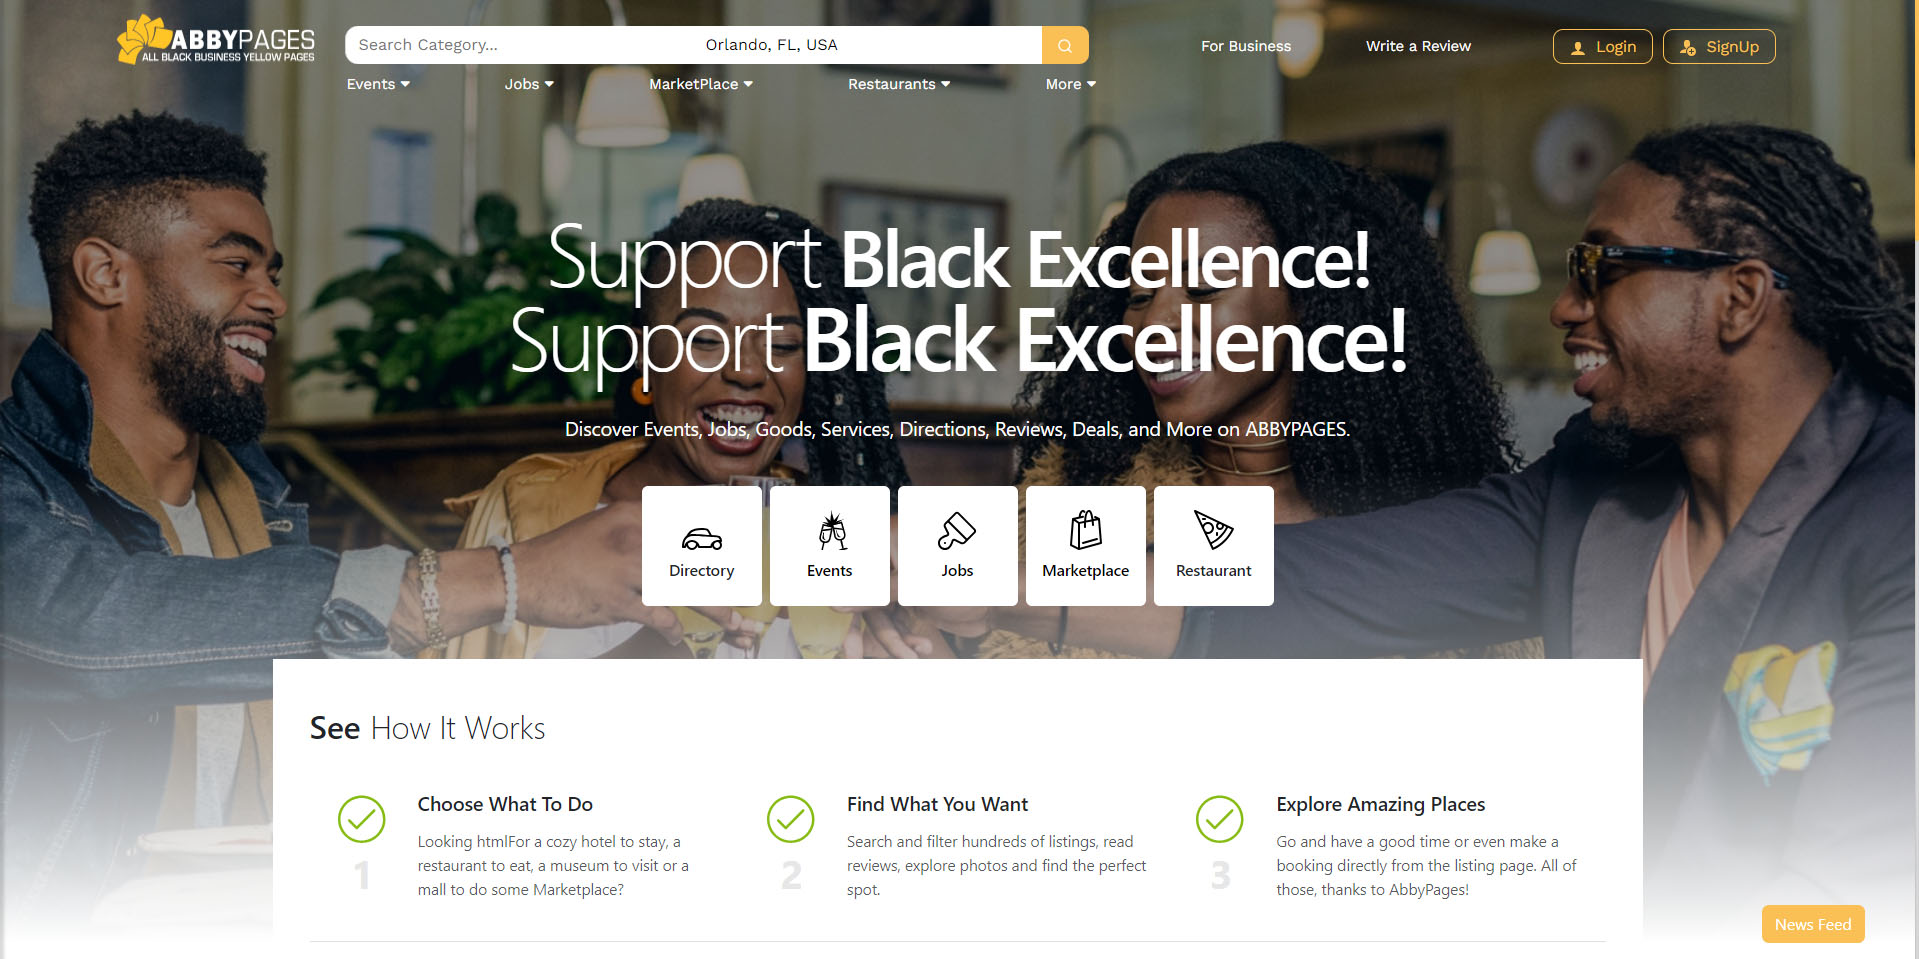 ABBYPAGES
ALL BLACK BUSINESS YELLOW PAGES
Search Category...
Orlando, FL, USA
For Business
Write a Review
Login
SignUp
Events
Jobs
MarketPlace
Restaurants
More
Support Black Excellence!
Support Black Excellence!
Discover Events, Jobs, Goods, Services, Directions, Reviews, Deals, and More on ABBYPAGES.
Directory
Events
Jobs
Marketplace
Restaurant
See How It Works
1
Choose What To Do
Looking htmlFor a cozy hotel to stay, a
restaurant to eat, a museum to visit or a
mall to do some Marketplace?
2
Find What You Want
Search and filter hundreds of listings, read
reviews, explore photos and find the perfect
spot.
3
Explore Amazing Places
Go and have a good time or even make a
booking directly from the listing page. All of
those, thanks to AbbyPages!
News Feed